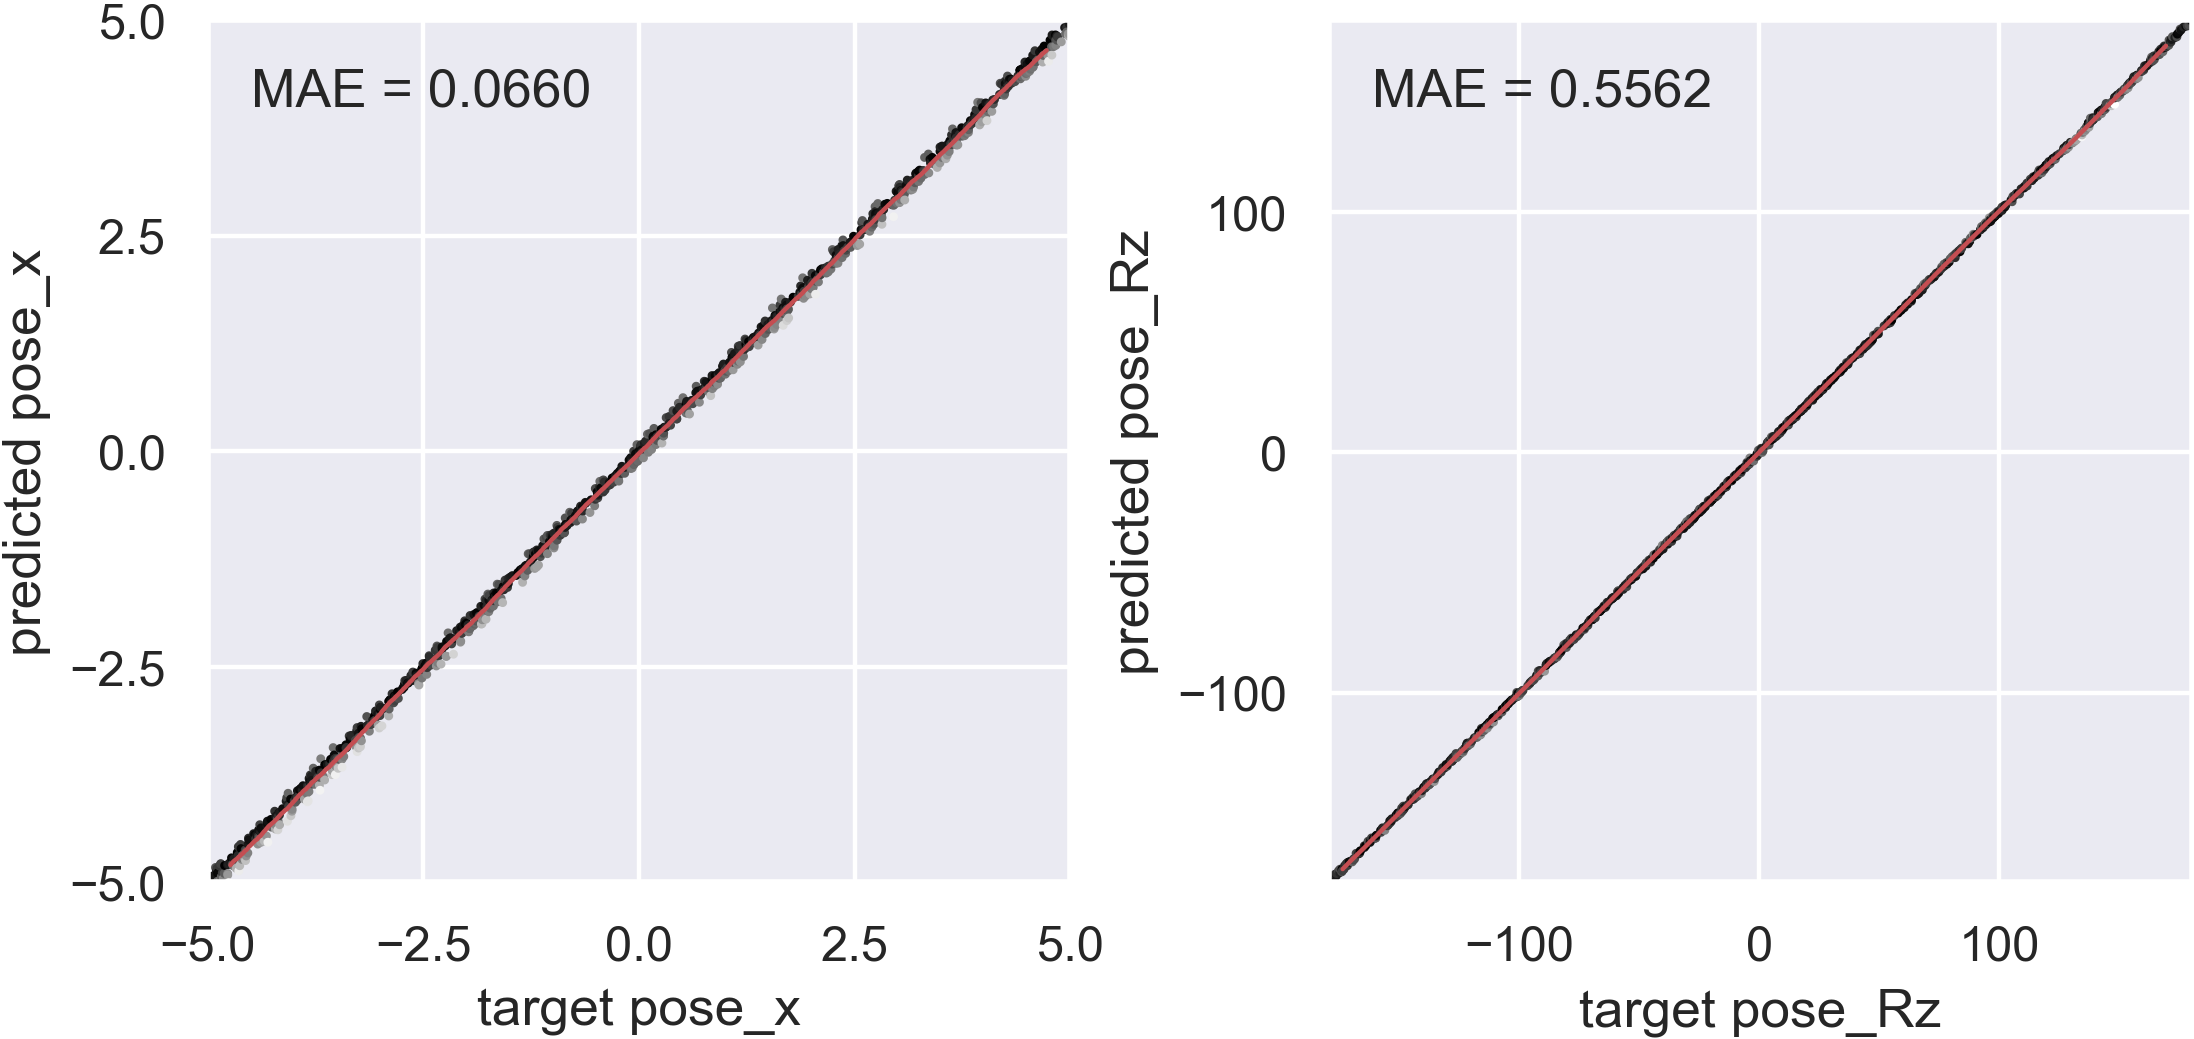 5.0
2.5
0.0
−2.5
−5.0
predicted pose_x
MAE = 0.0660
−5.0 −2.5 0.0 2.5 5.0
target pose_x
100
0
−100
predicted pose_Rz
MAE = 0.5562
−100 0 100
target pose_Rz